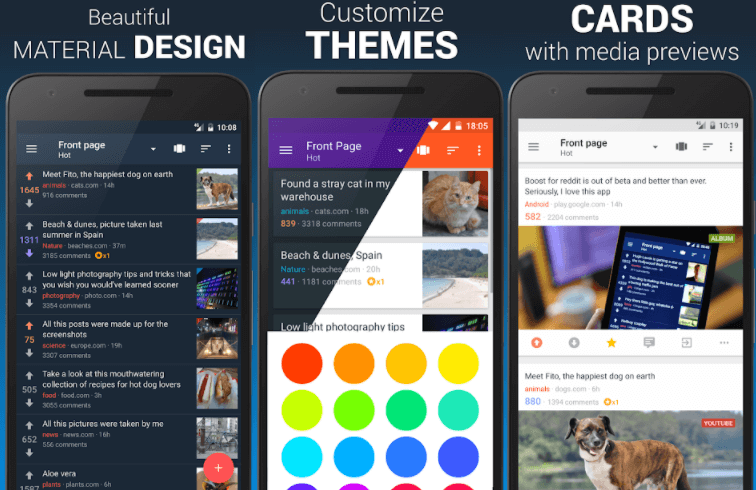 Beautiful
MATERIAL DESIGN
10:08
Front page
Hot
1645
Meet Fito, the happiest dog on earth
animals · cats.com · 14h
916 comments
1311
Beach & dunes, picture taken last
summer in Spain
Nature · beaches.com · 37m
3185 comments x1
843
Low light photography tips and tricks that
you wish you would've learned sooner
photography · photo.com · 14h
3354 comments
75
All this posts were made up for the
screenshots
science · europe.com · 19h
3307 comments
505
Take a look at this mouthwatering
collection of recipes for hot dog lovers
food · food.com · 3h
3055 comments
652
All this pictures were taken by me
news · news.com · 16h
556 comments
1587
Aloe vera
plants · plants.com · 6h
+
Customize
THEMES
18:05
Front Page
Hot
Found a stray cat in my
warehouse
animals · cats.com · 18h
839 · 3318 comments
Beach & dunes, Spain
Nature · beaches.com · 20h
441 · 1181 comments x1
Low light photography tips
CARDS
with media previews
10:19
Front page
Hot
Boost for reddit is out of beta and better than ever.
Seriously, I love this app
Android · play.google.com · 14h
582 · 2204 comments
ALBUM
Front page
Meet Fito, the happiest dog on earth
animals · dogs.com · 6h
880 · 1394 comments x1
YOUTUBE